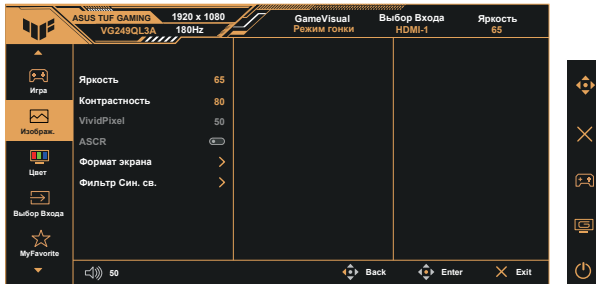 ASUS TUF GAMING 1920 x 1080
VG249QL3A 180Hz
GameVisual
Режим гонки
Выбор Входа
HDMI-1
Яркость
65
Игра
Изображ.
Цвет
Выбор Входа
MyFavorite
Яркость 65
Контрастность 80
VividPixel 50
ASCR
Формат экрана
Фильтр Син. св.
50
Back
Enter
Exit